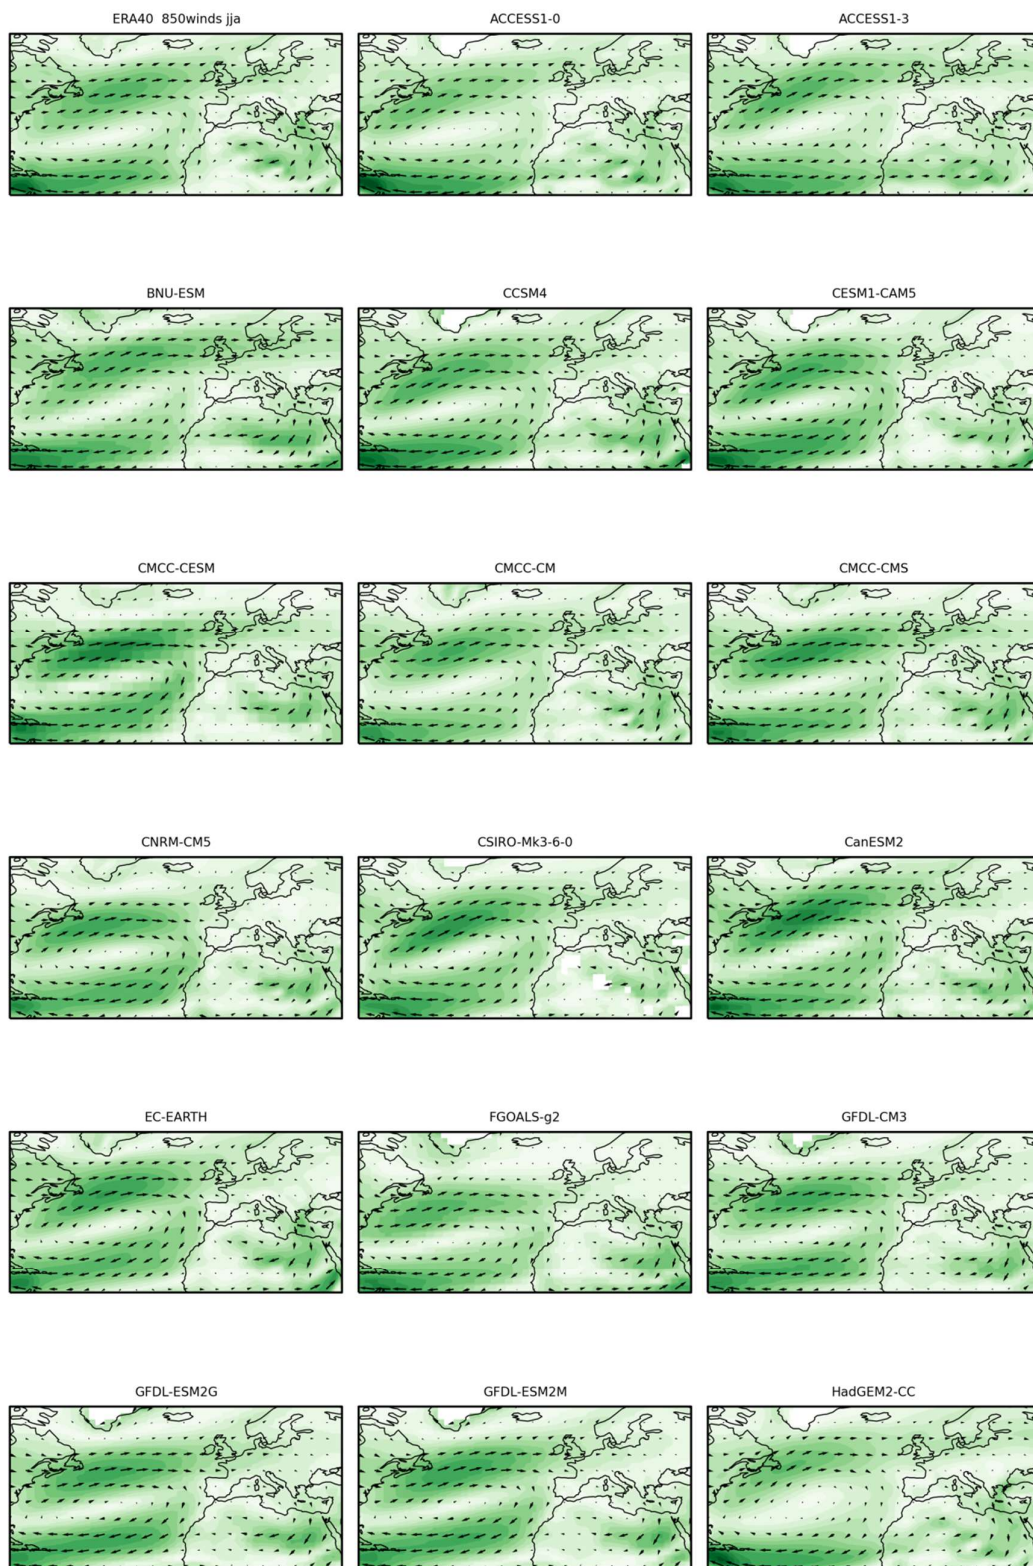 ERA40  850winds jja
ACCESS1-0
ACCESS1-3
BNU-ESM
CCSM4
CESM1-CAM5
CMCC-CESM
CMCC-CM
CMCC-CMS
CNRM-CM5
CSIRO-Mk3-6-0
CanESM2
EC-EARTH
FGOALS-g2
GFDL-CM3
GFDL-ESM2G
GFDL-ESM2M
HadGEM2-CC